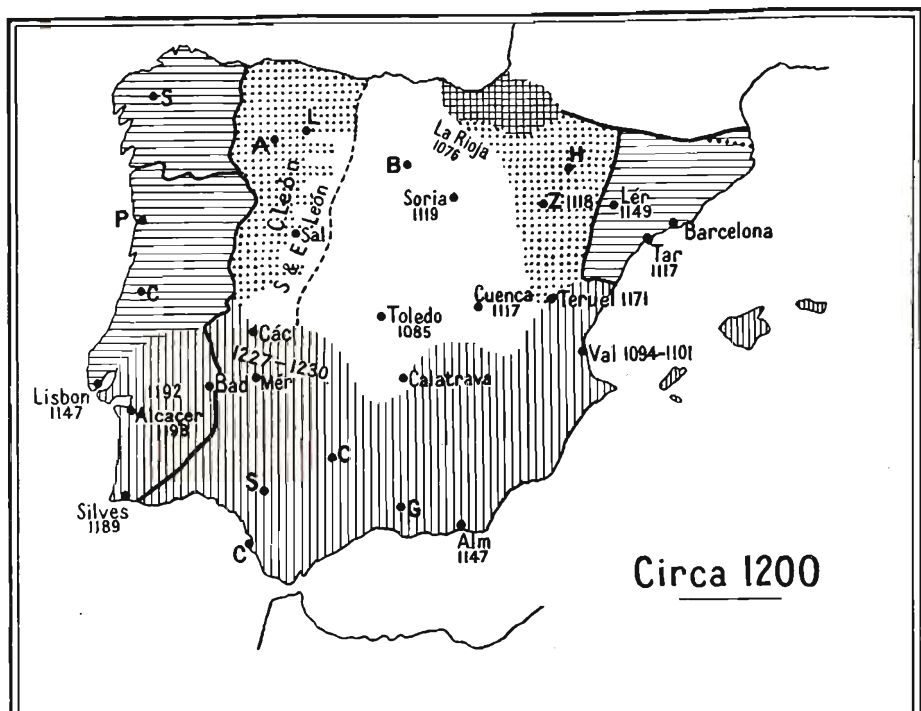 S
L
A
La Rioja
1076
H
B
C León
S & E León
Soria
1119
Z 1118
Lér
1149
Sal
P
Barcelona
Tar
1117
C
Cuenca
1117
Teruel 1171
Toledo
1085
Các
1227-1230
Val 1094-1101
Bad
Mér
Calatrava
Lisbon
1147
1192
Alcacer
1198
C
S
G
Silves
1189
Alm
1147
C
Circa 1200